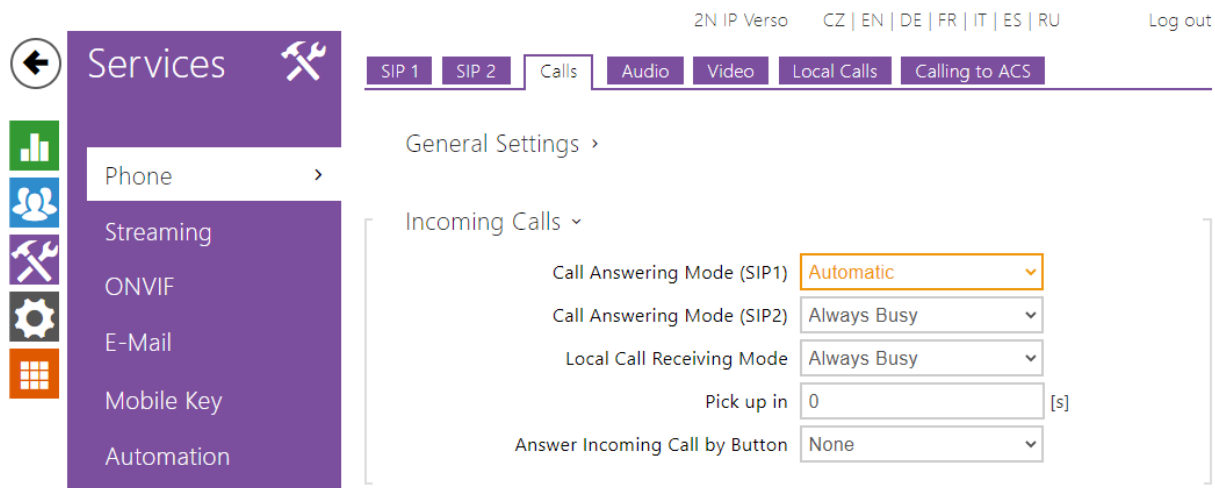 2N IP Verso CZ | EN | DE | FR | IT | ES | RU Log out
Services
SIP 1 SIP 2 Calls Audio Video Local Calls Calling to ACS
General Settings ›
Phone ›
Incoming Calls
Streaming
Call Answering Mode (SIP1) Automatic
ONVIF
Call Answering Mode (SIP2) Always Busy
E-Mail
Local Call Receiving Mode Always Busy
Mobile Key
Pick up in 0 [s]
Automation
Answer Incoming Call by Button None